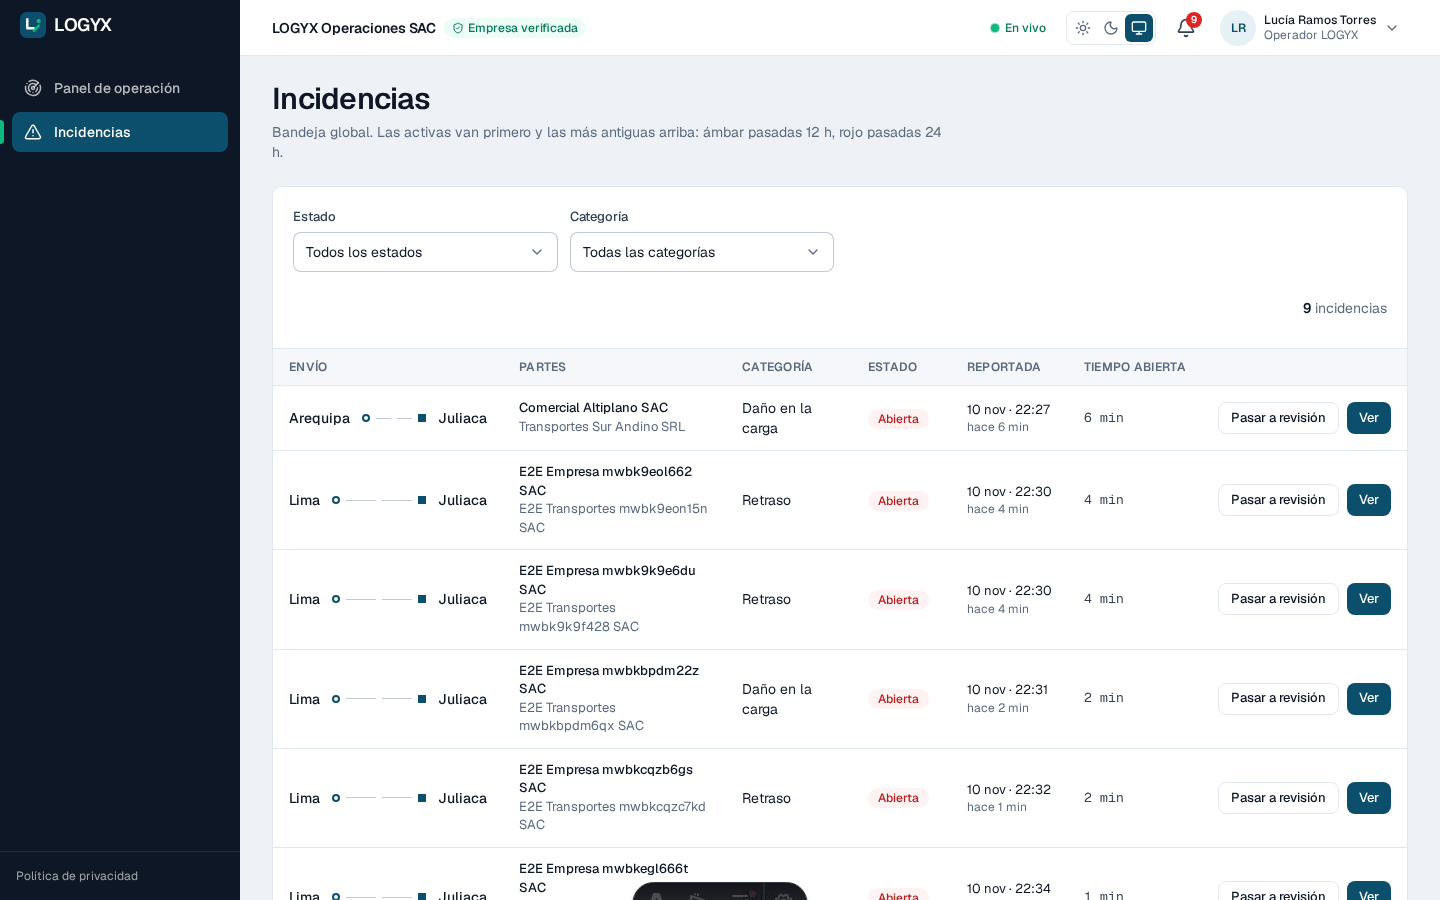 LOGYX
LOGYX Operaciones SAC
Empresa verificada
En vivo
9
LR
Lucía Ramos Torres
Operador LOGYX
Panel de operación
Incidencias
Política de privacidad
Incidencias
Bandeja global. Las activas van primero y las más antiguas arriba: ámbar pasadas 12 h, rojo pasadas 24
h.
Estado
Categoría
Todos los estados
Todas las categorías
9 incidencias
ENVÍO PARTES CATEGORÍA ESTADO REPORTADA TIEMPO ABIERTA
Arequipa Juliaca
Comercial Altiplano SAC
Transportes Sur Andino SRL
Daño en la
carga
Abierta
10 nov · 22:27
hace 6 min
6 min
Pasar a revisión
Ver
Lima Juliaca
E2E Empresa mwbk9eol662
SAC
E2E Transportes mwbk9eon15n
SAC
Retraso
Abierta
10 nov · 22:30
hace 4 min
4 min
Pasar a revisión
Ver
Lima Juliaca
E2E Empresa mwbk9k9e6du
SAC
E2E Transportes
mwbk9k9f428 SAC
Retraso
Abierta
10 nov · 22:30
hace 4 min
4 min
Pasar a revisión
Ver
Lima Juliaca
E2E Empresa mwbkbpdm22z
SAC
E2E Transportes
mwbkbpdm6qx SAC
Daño en la
carga
Abierta
10 nov · 22:31
hace 2 min
2 min
Pasar a revisión
Ver
Lima Juliaca
E2E Empresa mwbkcqzb6gs
SAC
E2E Transportes mwbkcqzc7kd
SAC
Retraso
Abierta
10 nov · 22:32
hace 1 min
2 min
Pasar a revisión
Ver
Lima Juliaca
E2E Empresa mwbkegl666t
SAC
Abierta
10 nov · 22:34
1 min
Pasar a revisión
Ver